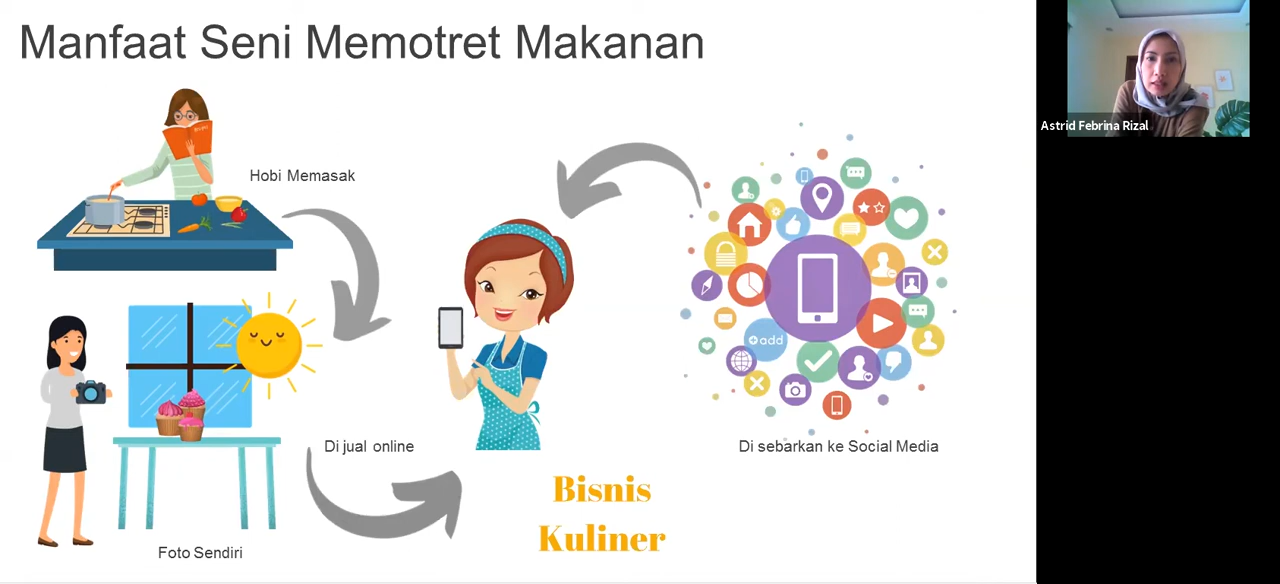 Manfaat Seni Memotret Makanan
Astrid Febrina Rizal
Hobi Memasak
add
Di jual online
Di sebarkan ke Social Media
Bisnis
Kuliner
Foto Sendiri